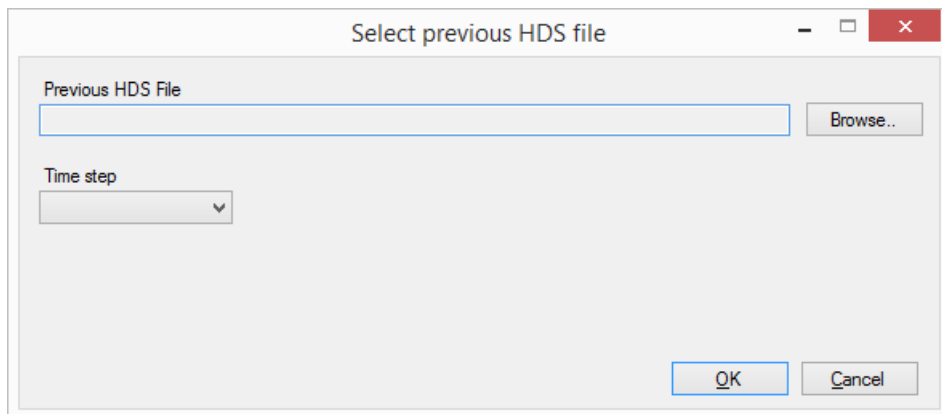 Select previous HDS file
Previous HDS File
Browse..
Time step
OK
Cancel